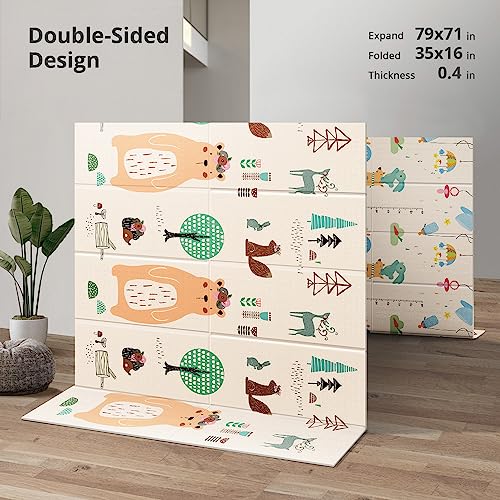 Double-Sided
Design
Expand 79x71 in
Folded 35x16 in
Thickness 0.4 in